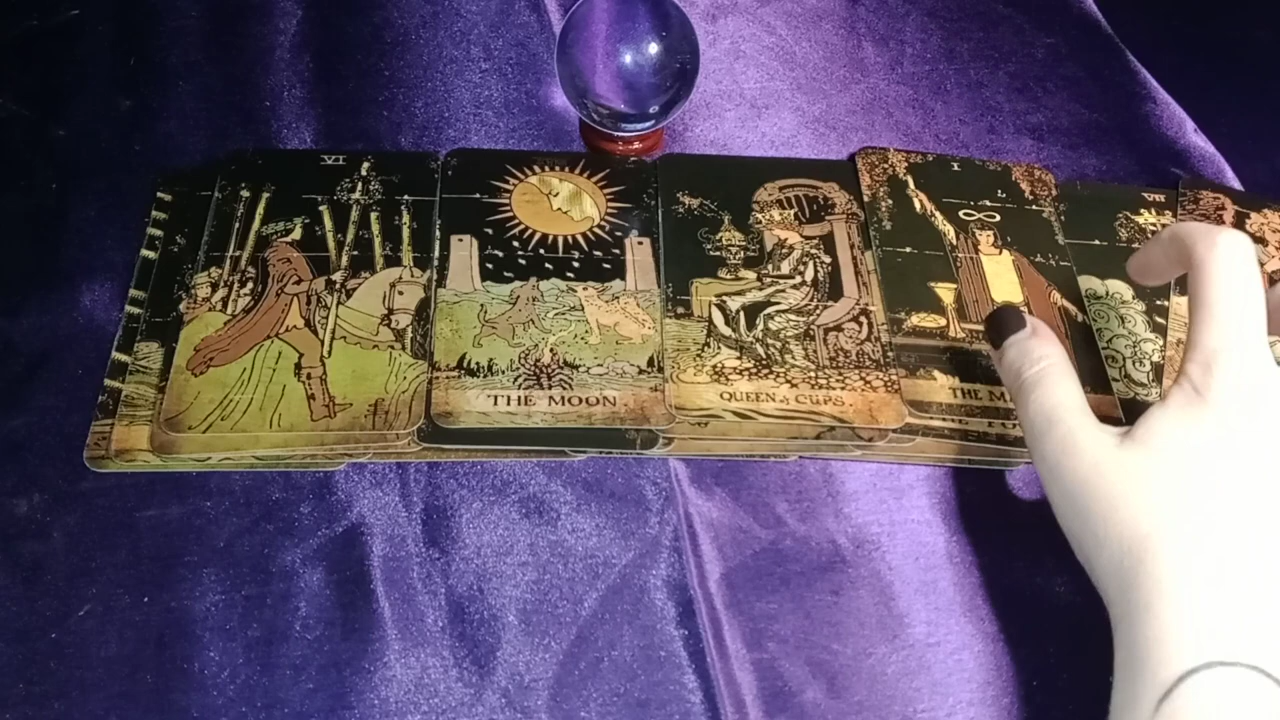 VI
THE MOON
QUEEN of CUPS.
I
THE M
VII